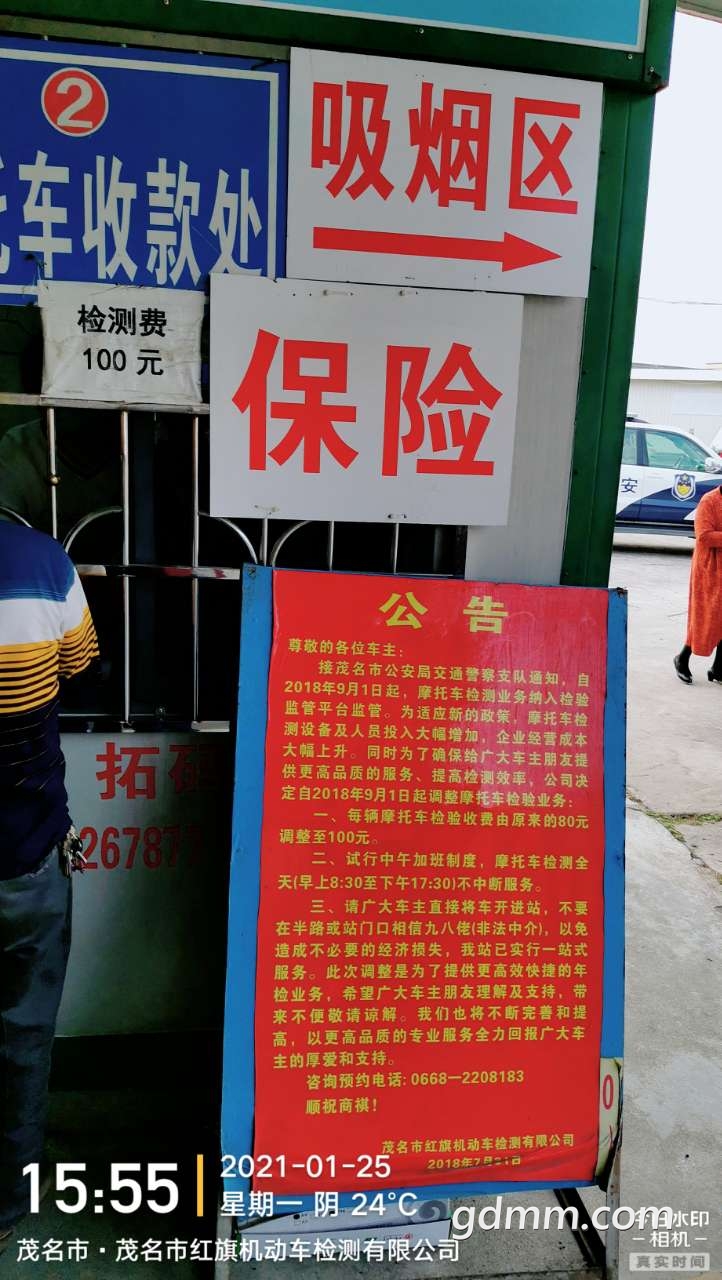 2
车收款处
吸烟区
检测费
100 元
保险
安
公告
尊敬的各位车主:
接茂名市公安局交通警察支队通知，自
2018年9月1日起，摩托车检测业务纳入检验
监管平台监管。为适应新的政策，摩托车检
测设备及人员投入大幅增加，企业经营成本
大幅上升。同时为了确保给广大车主朋友提
供更高品质的服务、提高检测效率，公司决
定自2018年9月1日起调整摩托车检验业务:
一、每辆摩托车检验收费由原来的80元
调整至100元。
二、试行中午加班制度，摩托车检测全
天(早上8:30至下午17:30)不中断服务。
三、请广大车主直接将车开进站，不要
在半路或站门口相信九八佬(非法中介)，以免
造成不必要的经济损失，我站已实行一站式
服务。此次调整是为了提供更高效快捷的年
检业务，希望广大车主朋友理解及支持，带
来不便敬请谅解。我们也将不断完善和提
高，以更高品质的专业服务全力回报广大车
主的厚爱和支持。
咨询预约电话: 0668—2208183
顺祝商祺!
茂名市红旗机动车检测有限公司
2018年7月31日
拓码
26787
0
15:55
2021-01-25
星期一 阴 24℃
茂名市·茂名市红旗机动车检测有限公司
gdmm.com
今日水印
相机
真实时间